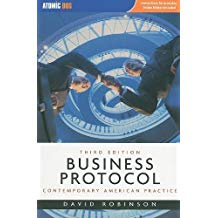 ATOMIC DOG
THIRD EDITION
BUSINESS
PROTOCOL
CONTEMPORARY AMERICAN PRACTICE
DAVID ROBINSON